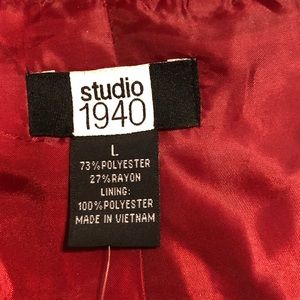 studio
1940
L
73% POLYESTER
27% RAYON
LINING:
100% POLYESTER
MADE IN VIETNAM